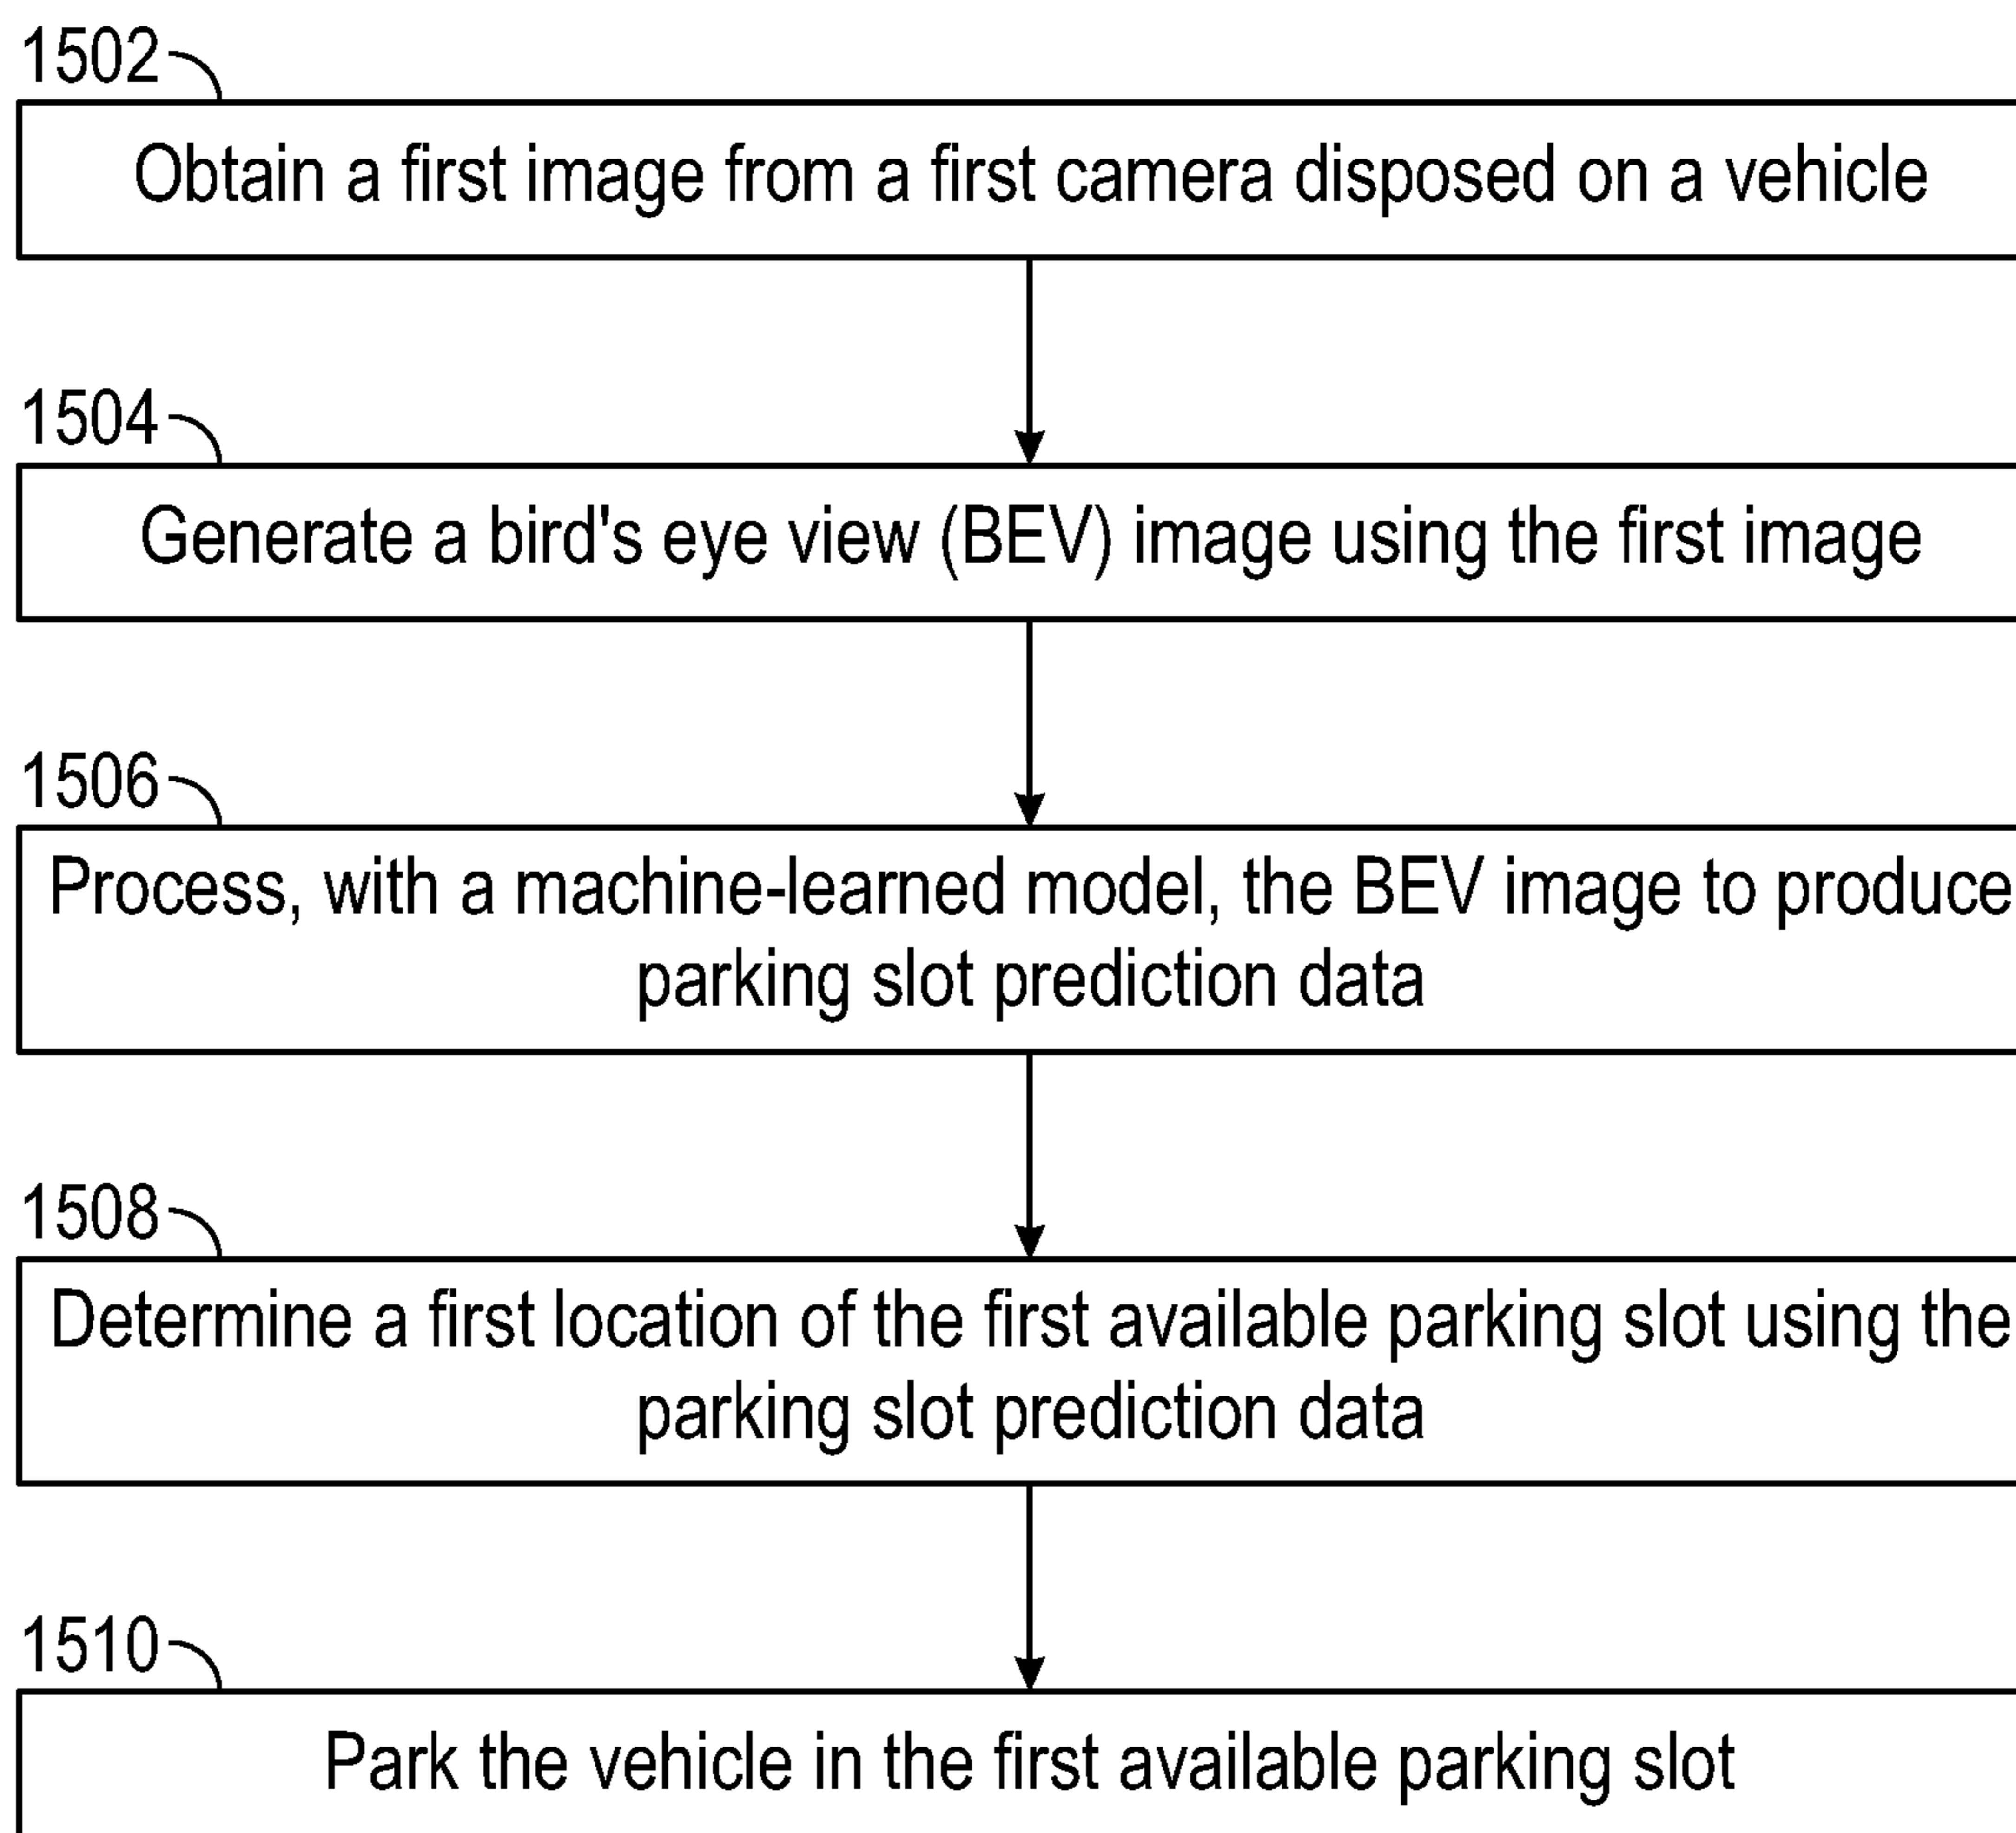 1502
Obtain a first image from a first camera disposed on a vehicle
1504
Generate a bird's eye view (BEV) image using the first image
1506
Process, with a machine-learned model, the BEV image to produce
parking slot prediction data
1508
Determine a first location of the first available parking slot using the
parking slot prediction data
1510
Park the vehicle in the first available parking slot